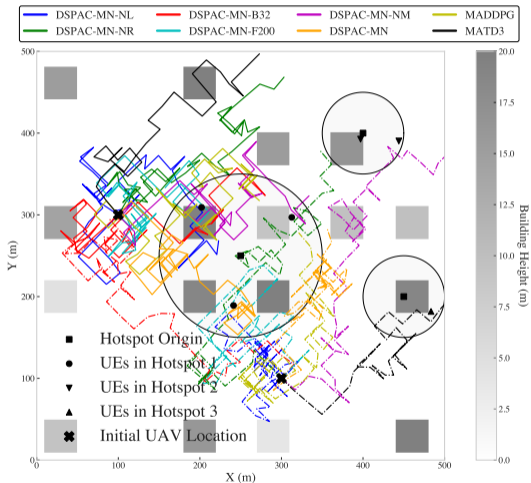 DSPAC-MN-NL DSPAC-MN-B32 DSPAC-MN-NM MADDPG
DSPAC-MN-NR DSPAC-MN-F200 DSPAC-MN MATD3
500
400
300
200
100
0
Y (m)
0 100 200 300 400 500
X (m)
Hotspot Origin
UEs in Hotspot 1
UEs in Hotspot 2
UEs in Hotspot 3
Initial UAV Location
20.0
17.5
15.0
12.5
10.0
7.5
5.0
2.5
0.0
Building Height (m)